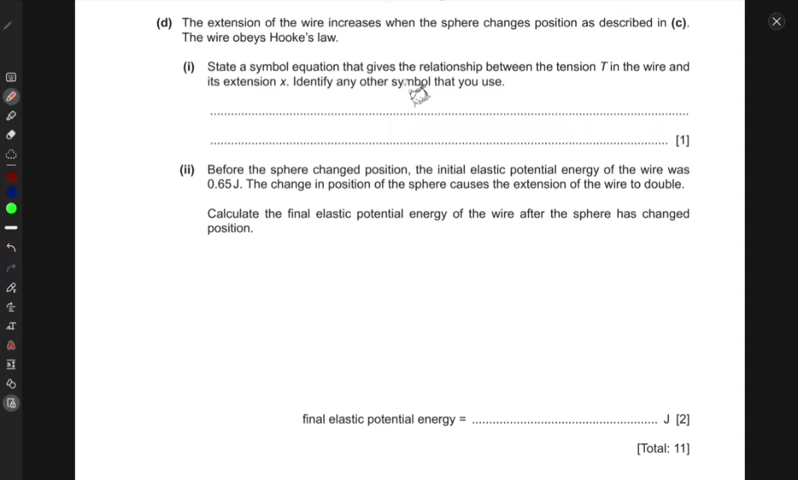 (d) The extension of the wire increases when the sphere changes position as described in (c).
The wire obeys Hooke's law.
(i) State a symbol equation that gives the relationship between the tension T in the wire and
its extension x. Identify any other symbol that you use.
[1]
(ii) Before the sphere changed position, the initial elastic potential energy of the wire was
0.65J. The change in position of the sphere causes the extension of the wire to double.
Calculate the final elastic potential energy of the wire after the sphere has changed
position.
final elastic potential energy = ........................................................ J [2]
[Total: 11]